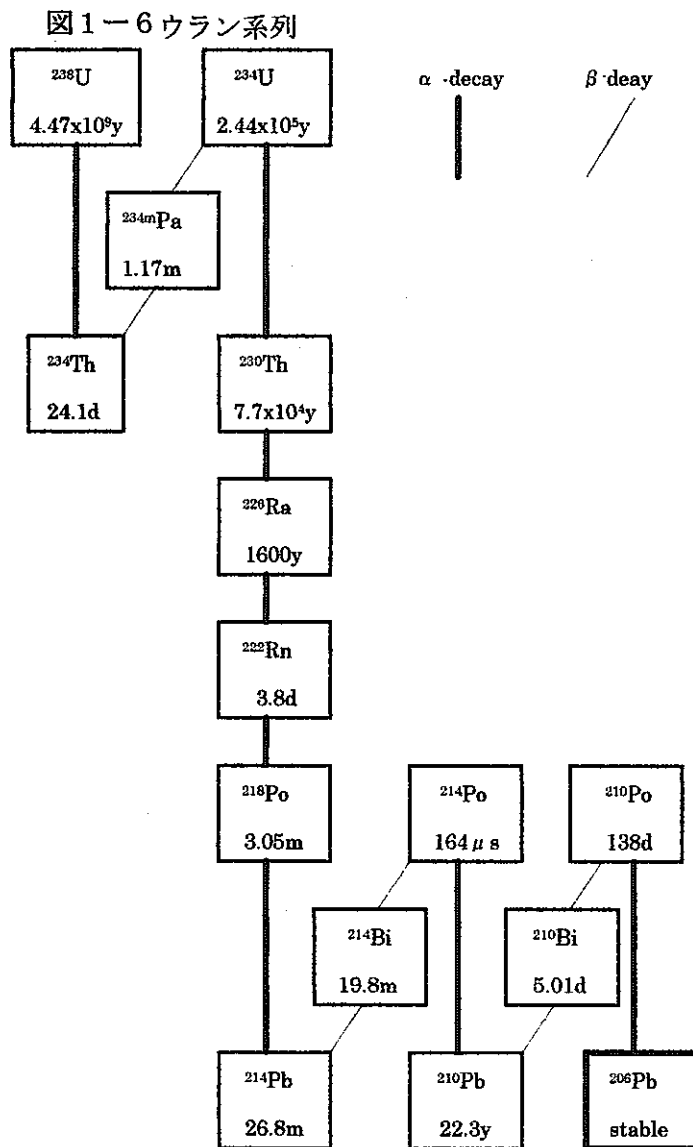 図1-6ウラン系列
²³⁸U
4.47x10⁹y
²³⁴U
2.44x10⁵y
α -decay
β deay
²³⁴ᵐPa
1.17m
²³⁴Th
24.1d
²³⁰Th
7.7x10⁴y
²²⁶Ra
1600y
²²²Rn
3.8d
²¹⁸Po
3.05m
²¹⁴Po
164μs
²¹⁰Po
138d
²¹⁴Bi
19.8m
²¹⁰Bi
5.01d
²¹⁴Pb
26.8m
²¹⁰Pb
22.3y
²⁰⁶Pb
stable